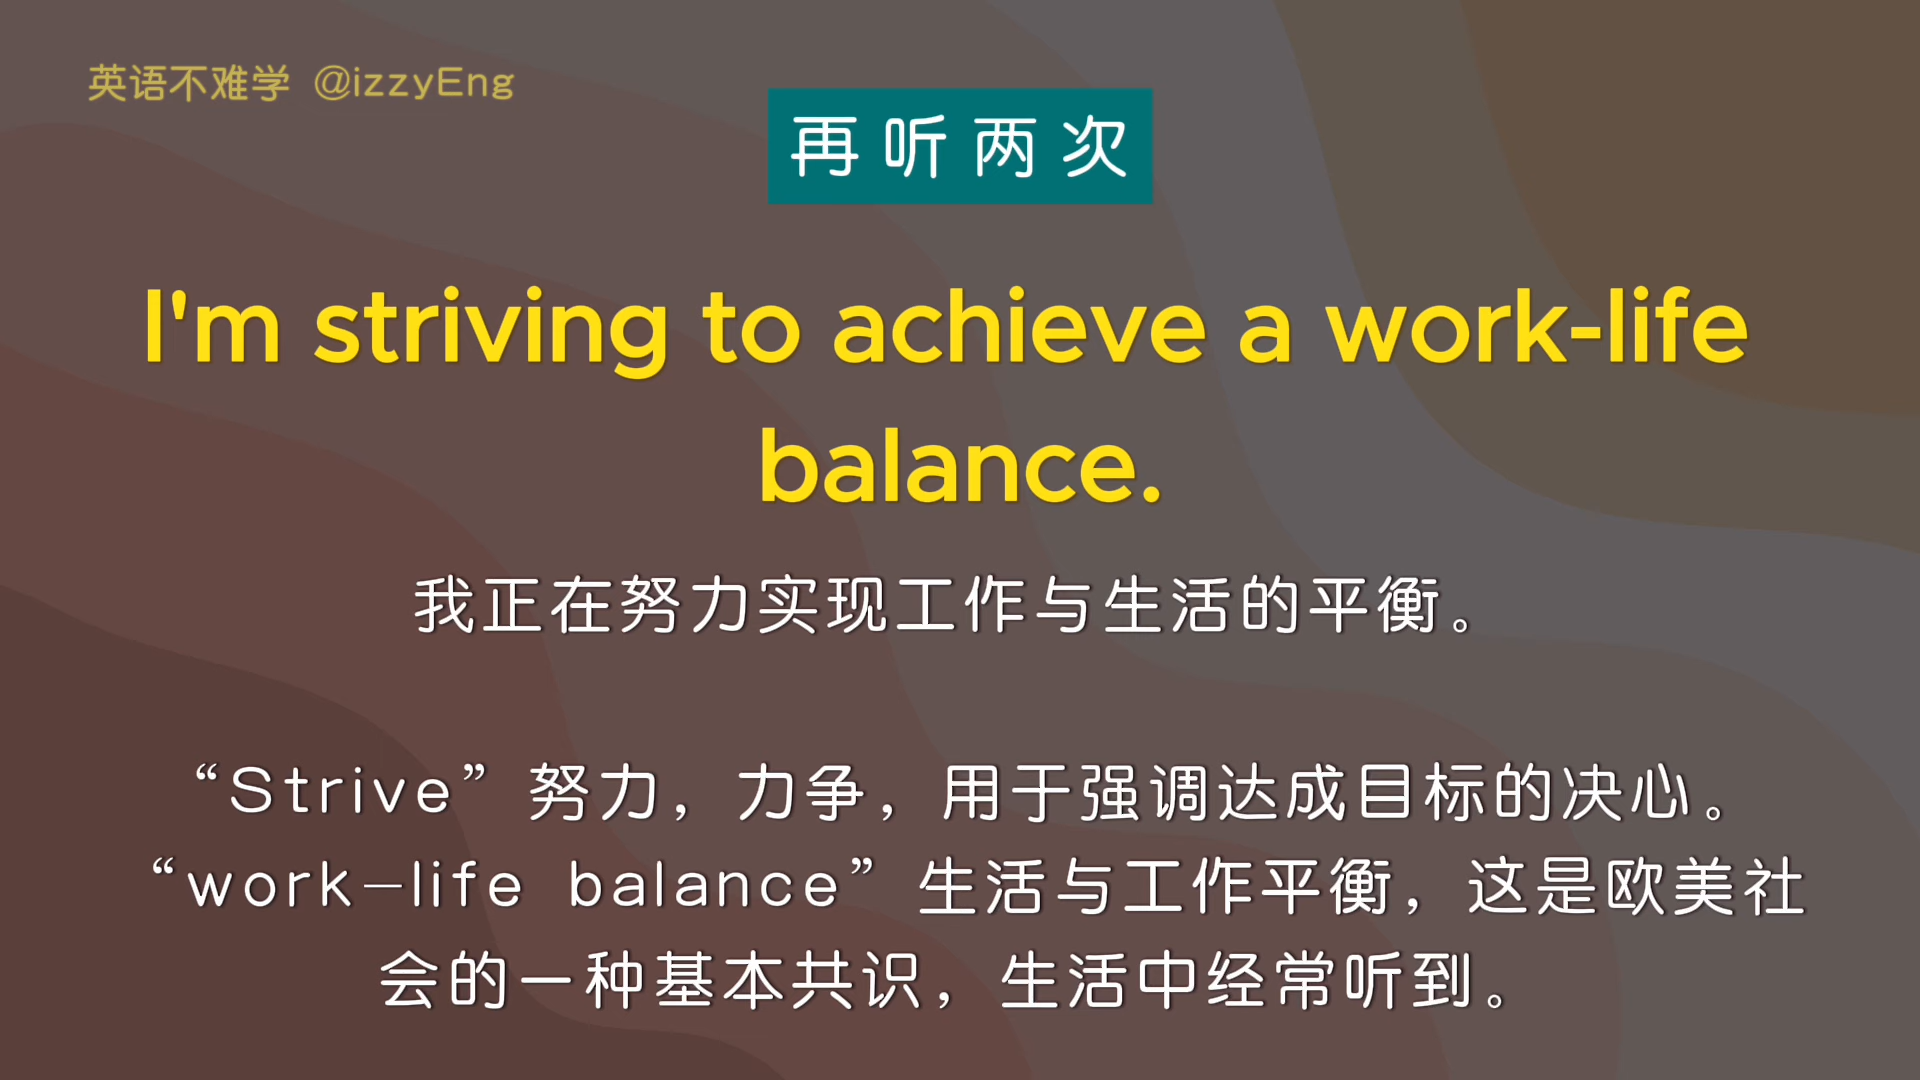 英语不难学 @izzyEng
再听两次
I'm striving to achieve a work-life
balance.
我正在努力实现工作与生活的平衡。
“Strive”努力，力争，用于强调达成目标的决心。
“work-life balance”生活与工作平衡，这是欧美社
会的一种基本共识，生活中经常听到。